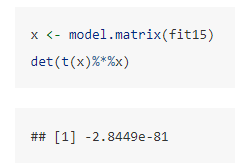 x <- model.matrix(fit15)
det(t(x)%*%x)
## [1] -2.8449e-81